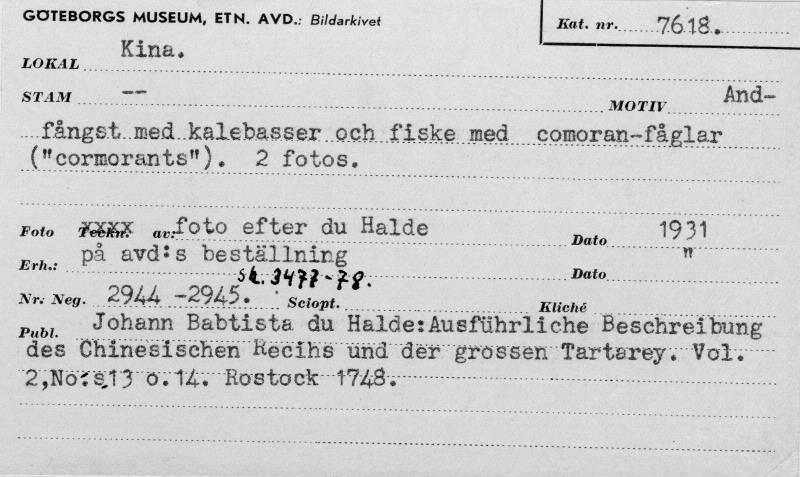 GÖTEBORGS MUSEUM, ETN. AVD.: Bildarkivet
Kat. nr. 7618.
LOKAL Kina.
STAM --
MOTIV And-
fångst med kalebasser och fiske med comoran-fåglar
("cormorants"). 2 fotos.
Foto Teckn. av: foto efter du Halde Dato 1931
Erh.: på avd:s beställning Dato "
sk. 3477-78.
Nr. Neg. 2944 -2945. Sciopt. Kliché
Publ. Johann Babtista du Halde:Ausführliche Beschreibung
des Chinesischen Recihs und der grossen Tartarey. Vol.
2,No:s13 o.14. Rostock 1748.